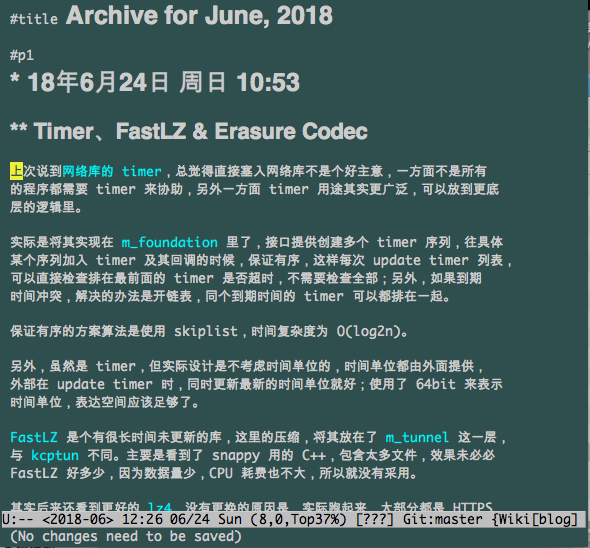 #title Archive for June, 2018
#p1
* 18年6月24日 周日 10:53
** Timer、FastLZ & Erasure Codec
上次说到网络库的 timer，总觉得直接塞入网络库不是个好主意，一方面不是所有
的程序都需要 timer 来协助，另外一方面 timer 用途其实更广泛，可以放到更底
层的逻辑里。
实际是将其实现在 m_foundation 里了，接口提供创建多个 timer 序列，往具体
某个序列加入 timer 及其回调的时候，保证有序，这样每次 update timer 列表，
可以直接检查排在最前面的 timer 是否超时，不需要检查全部；另外，如果到期
时间冲突，解决的办法是开链表，同个到期时间的 timer 可以都排在一起。
保证有序的方案算法是使用 skiplist，时间复杂度为 O(log2n)。
另外，虽然是 timer，但实际设计是不考虑时间单位的，时间单位都由外面提供，
外部在 update timer 时，同时更新最新的时间单位就好；使用了 64bit 来表示
时间单位，表达空间应该足够了。
FastLZ 是个有很长时间未更新的库，这里的压缩，将其放在了 m_tunnel 这一层，
与 kcptun 不同。主要是看到了 snappy 用的 C++，包含太多文件，效果未必必
FastLZ 好多少，因为数据量少，CPU 耗费也不大，所以就没有采用。
其实后来还看到更好的 lz4，没有更换的原因是，实际跑起来，大部分都是 HTTPS
U:-- <2018-06> 12:26 06/24 Sun (8,0,Top37%) [???] Git:master {Wiki[blog]
(No changes need to be saved)